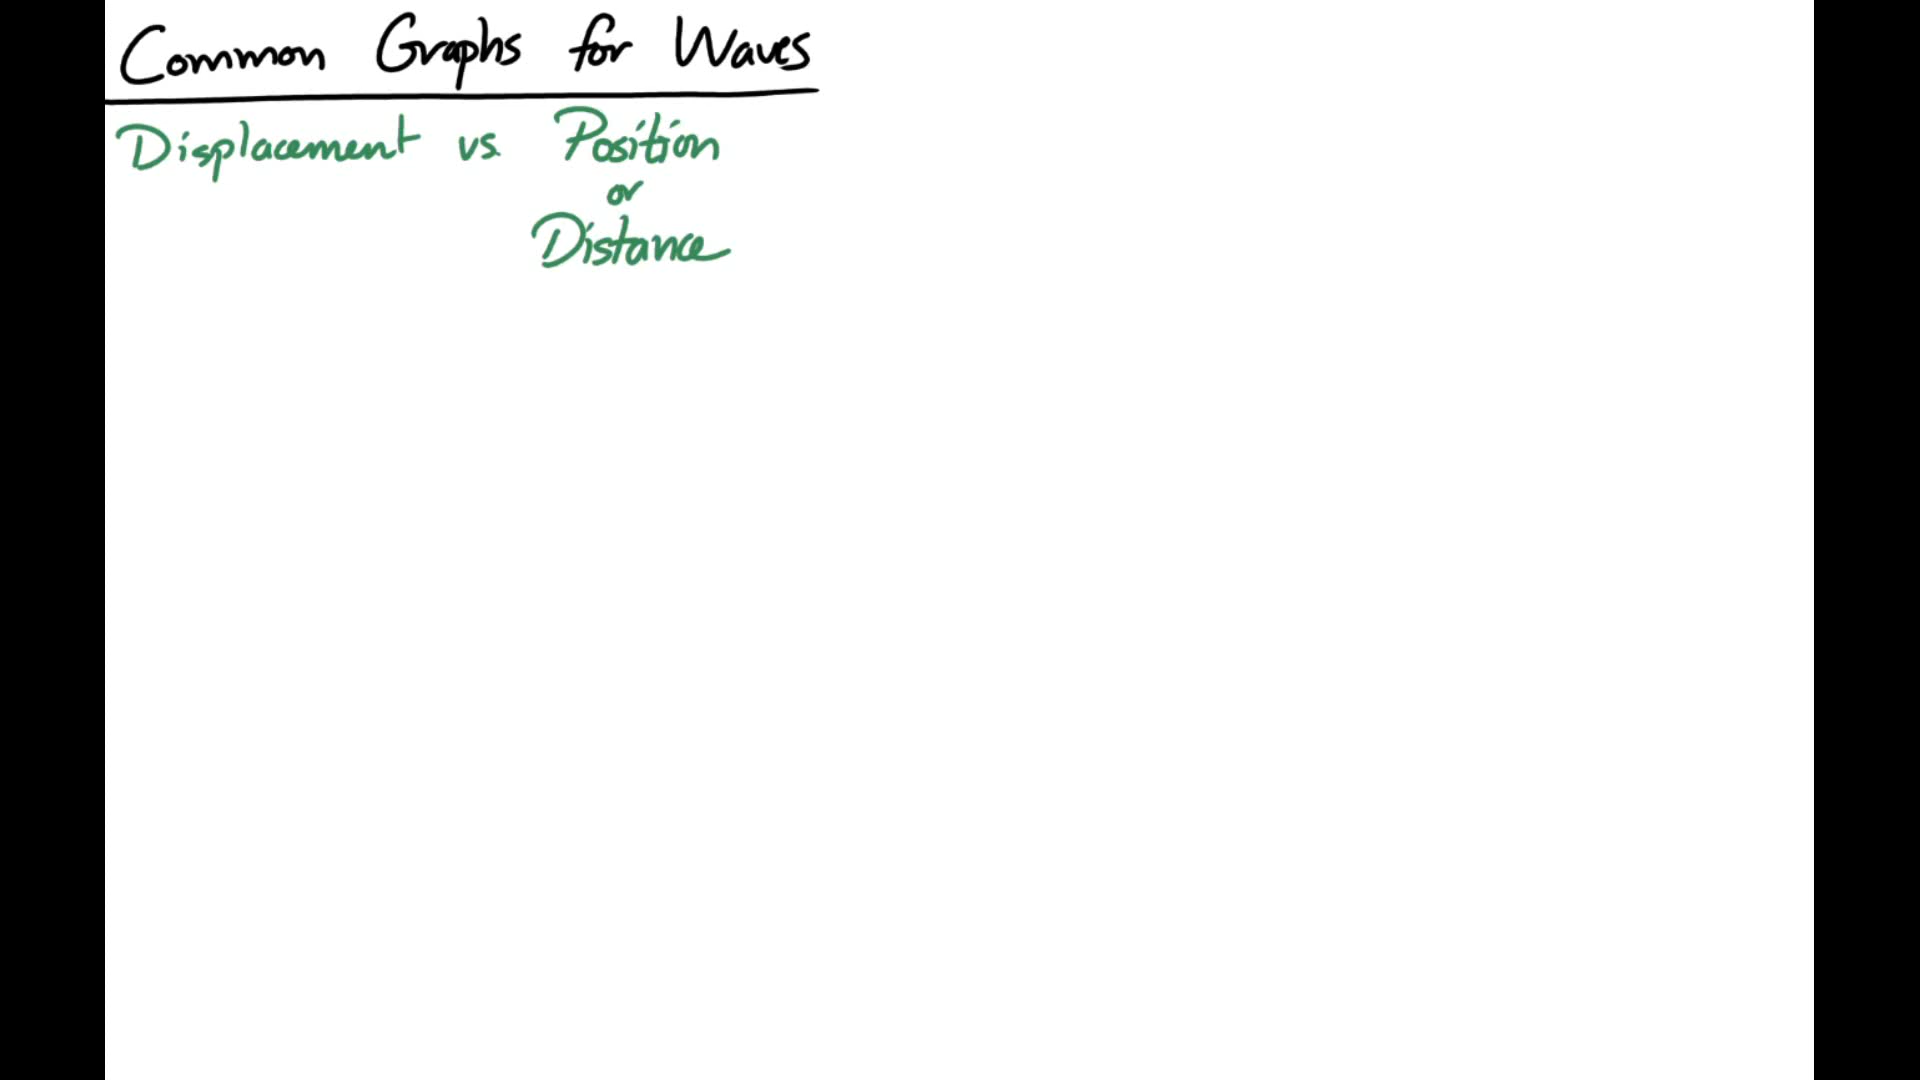 Common Graphs for Waves
Displacement vs. Position
or
Distance